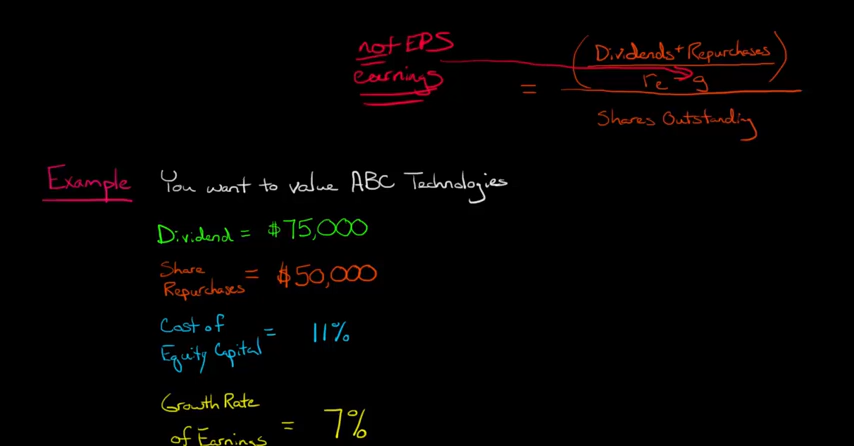 not EPS
earnings
= (Dividends + Repurchases
re - g)
Shares Outstanding
Example You want to value ABC Technologies
Dividend = $75,000
Share
Repurchases = $50,000
Cost of
Equity Capital = 11%
Growth Rate
of Earnings = 7%